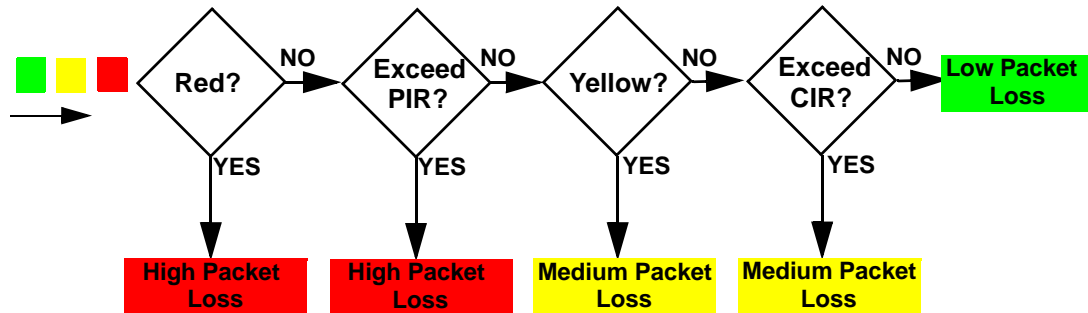 Red?
NO
Exceed
PIR?
NO
Yellow?
NO
Exceed
CIR?
NO
Low Packet
Loss
YES
YES
YES
YES
High Packet
Loss
High Packet
Loss
Medium Packet
Loss
Medium Packet
Loss